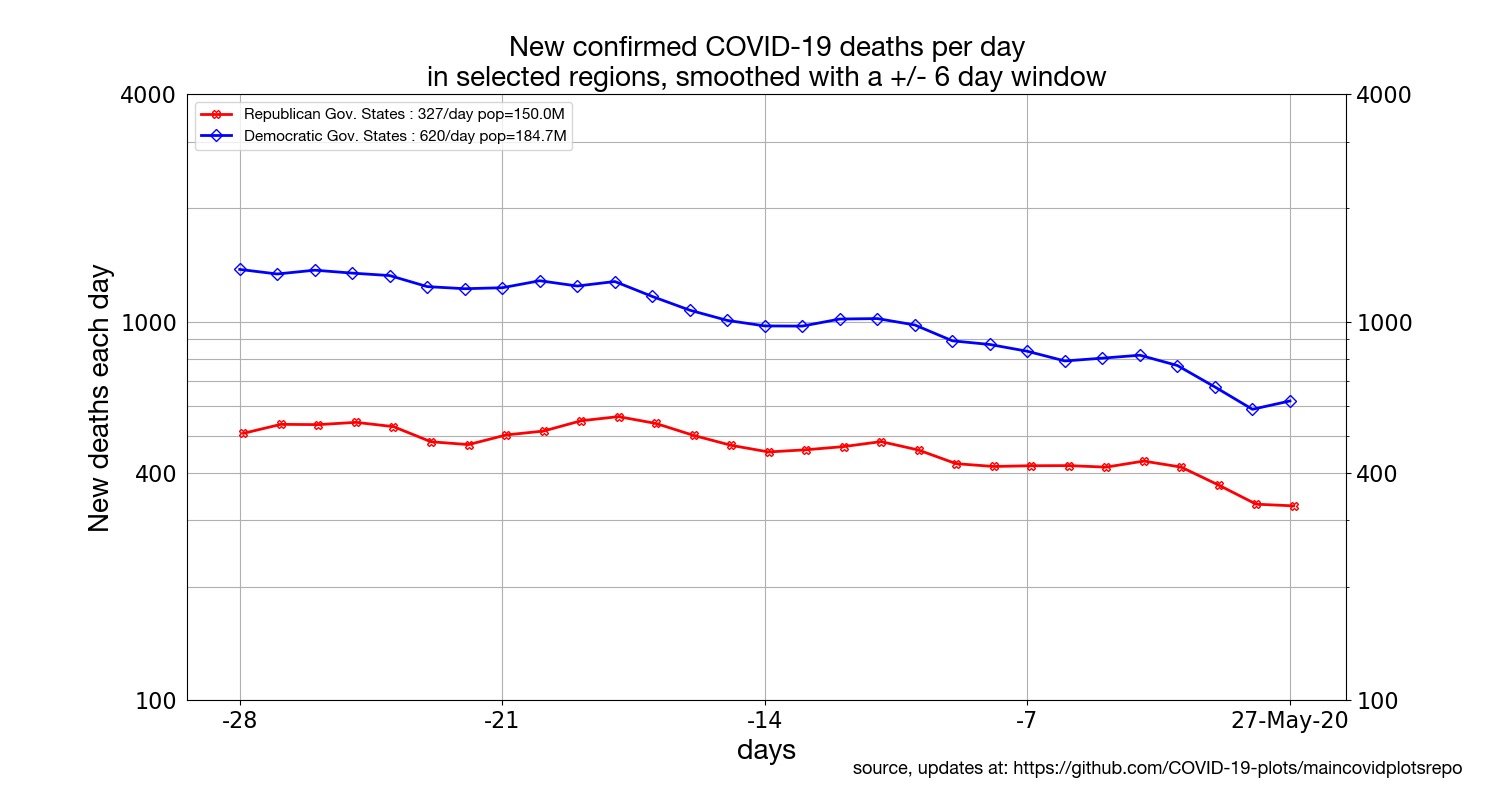 New confirmed COVID-19 deaths per day
in selected regions, smoothed with a +/- 6 day window
4000
4000
Republican Gov. States : 327/day pop=150.0M
Democratic Gov. States : 620/day pop=184.7M
New deaths each day
1000
1000
400
400
100
100
-28
-21
-14
-7
27-May-20
days
source, updates at: https://github.com/COVID-19-plots/maincovidplotsrepo